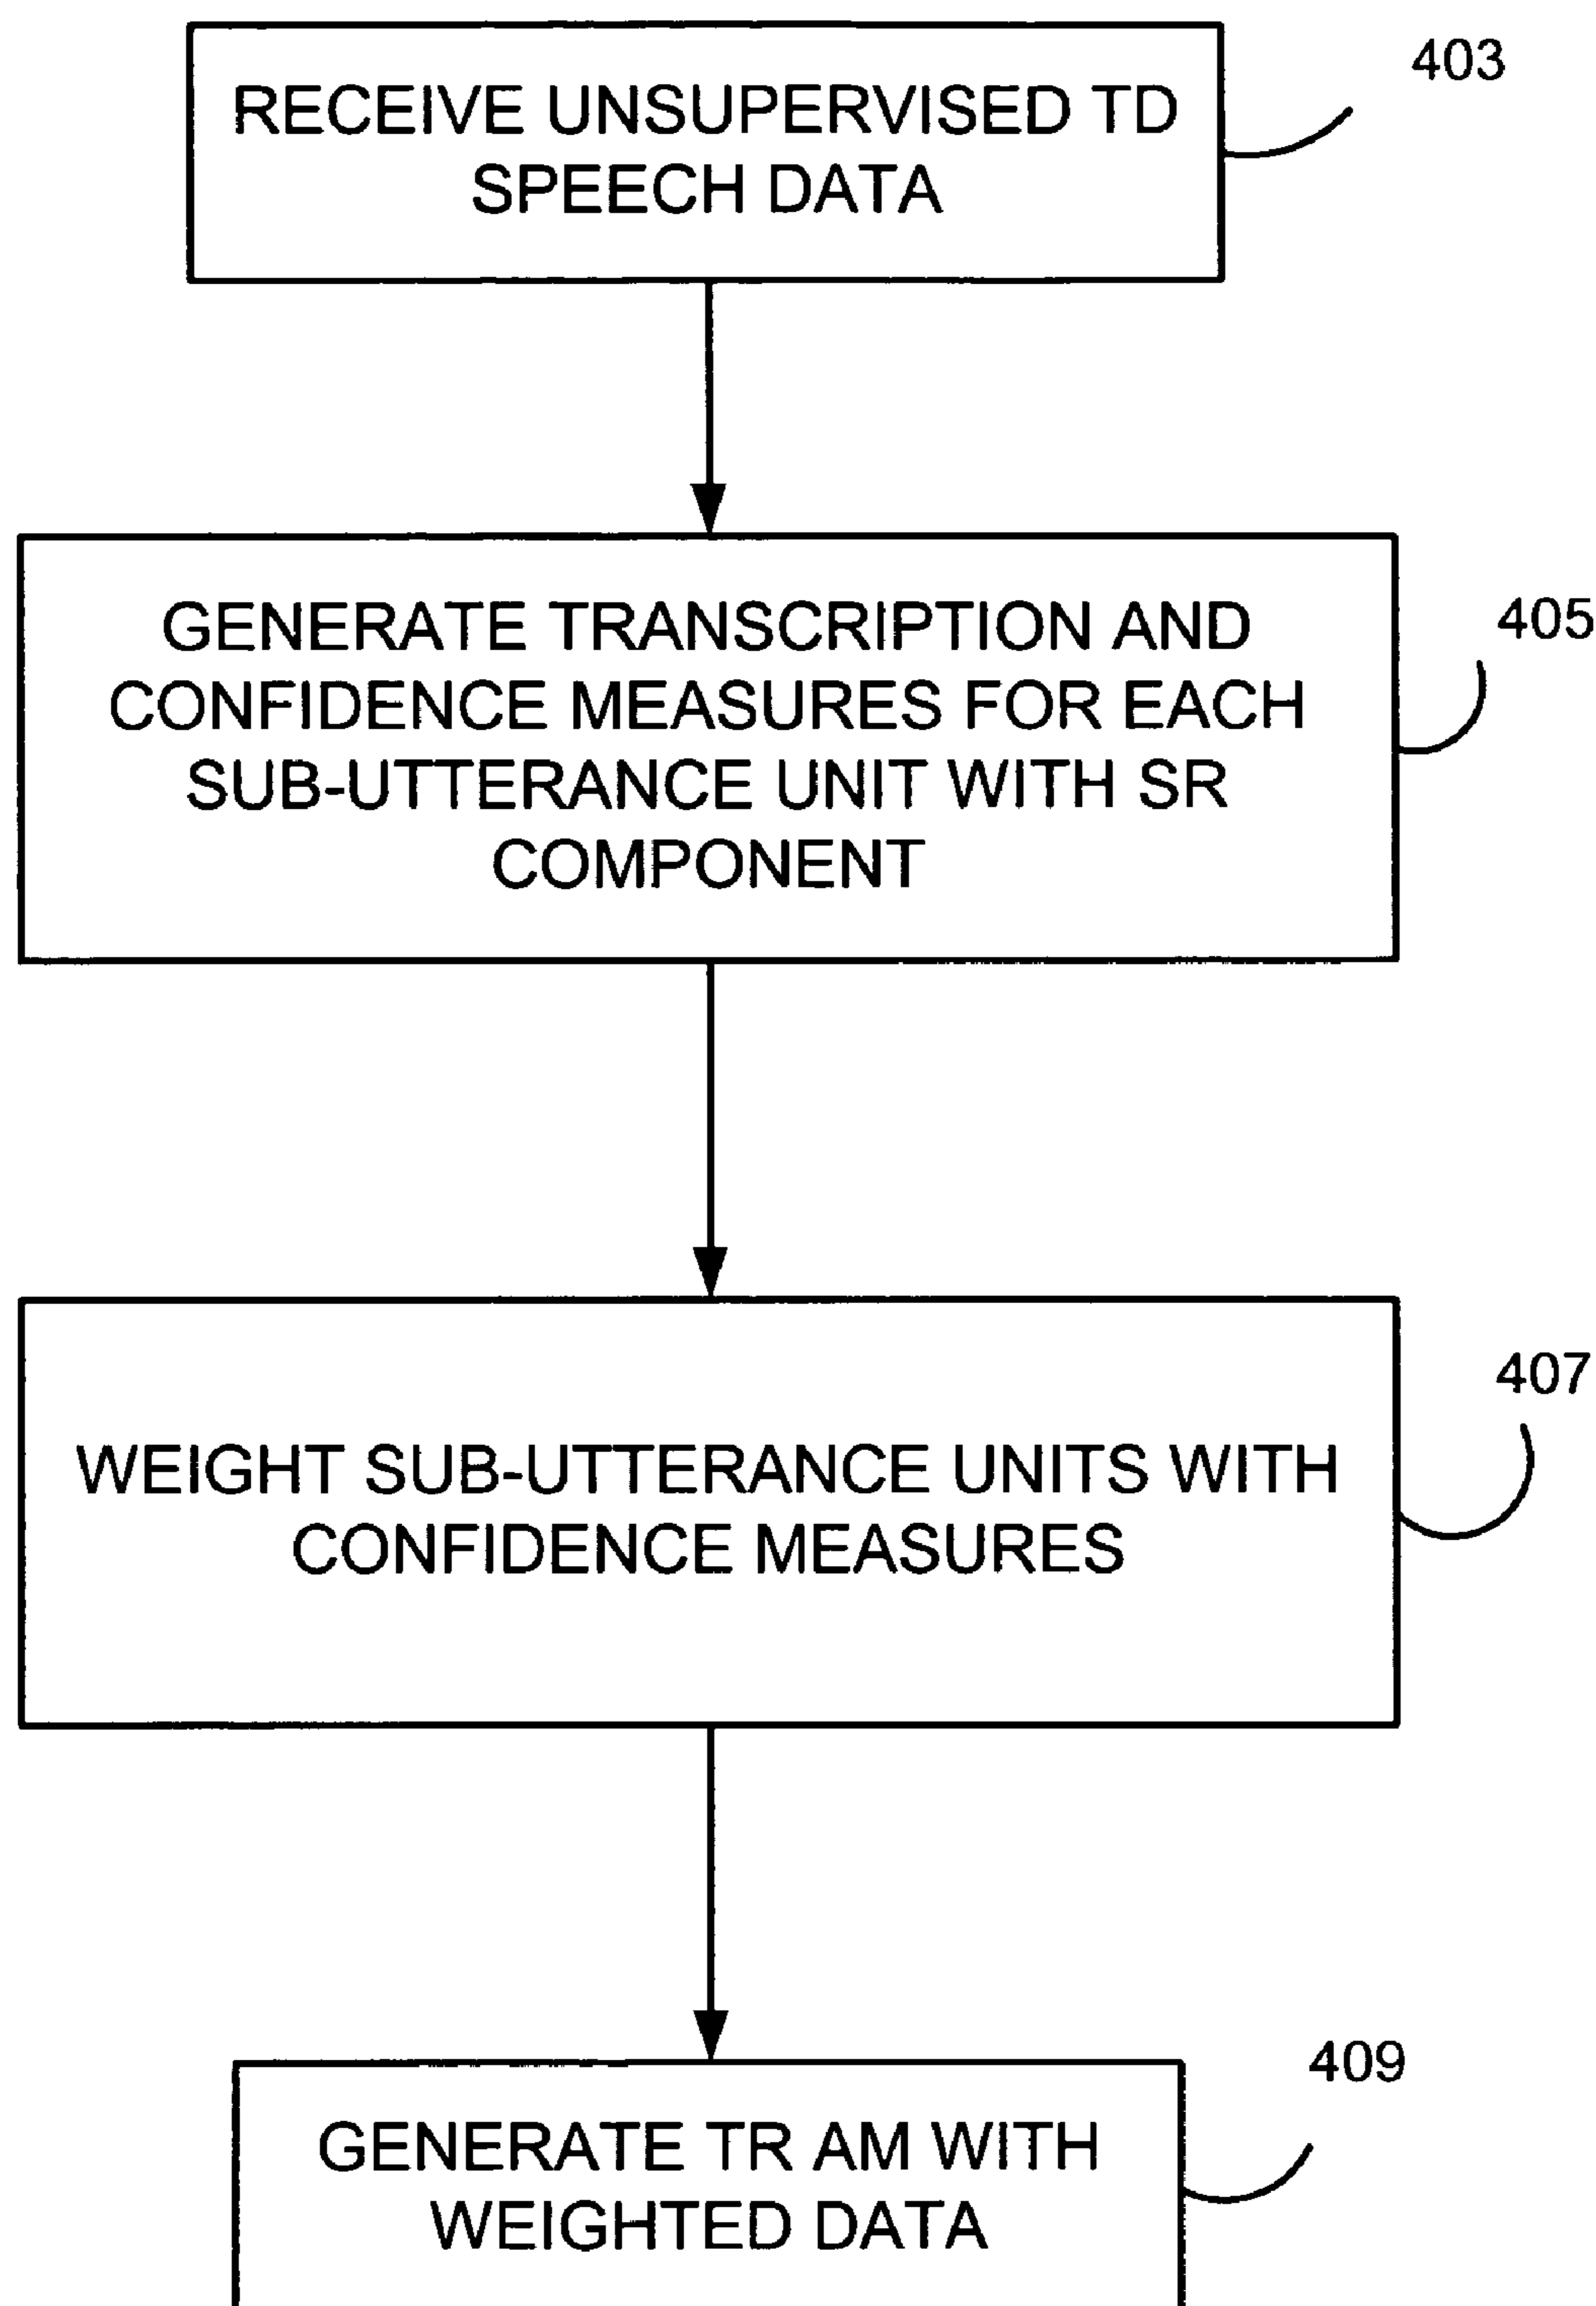 RECEIVE UNSUPERVISED TD
SPEECH DATA
403
GENERATE TRANSCRIPTION AND
CONFIDENCE MEASURES FOR EACH
SUB-UTTERANCE UNIT WITH SR
COMPONENT
405
WEIGHT SUB-UTTERANCE UNITS WITH
CONFIDENCE MEASURES
407
GENERATE TR AM WITH
WEIGHTED DATA
409